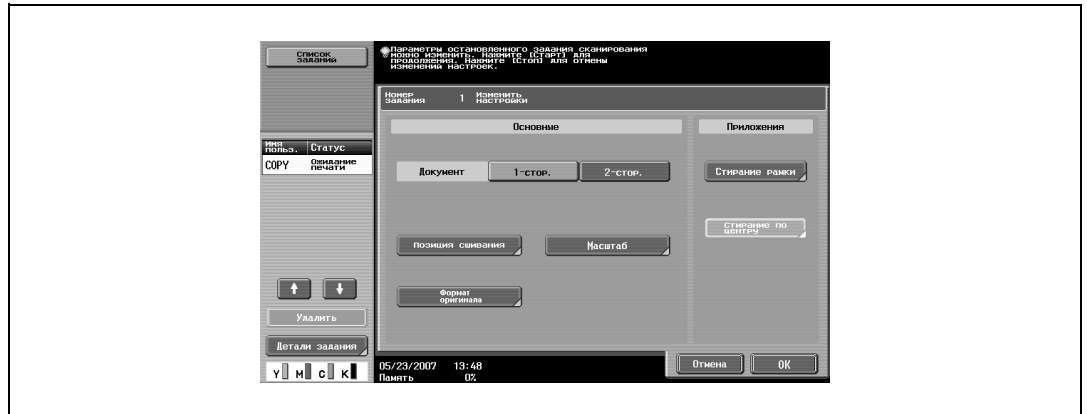 Список
заданий
Параметры остановленного задания сканирования
можно изменить. Нажмите [Старт] для
продолжения. Нажмите [Стоп] для отмены
изменений настроек.
Номер
задания 1 Изменить
настройки
Основные
Приложения
Имя
польз. Статус
COPY Ожидание
печати
Документ 1-стор. 2-стор.
Стирание рамки
Позиция сшивания Масштаб
Стирание по
центру
Формат
оригинала
Удалить
Детали задания
Y M C K
05/23/2007 13:48
Память 0%
Отмена OK